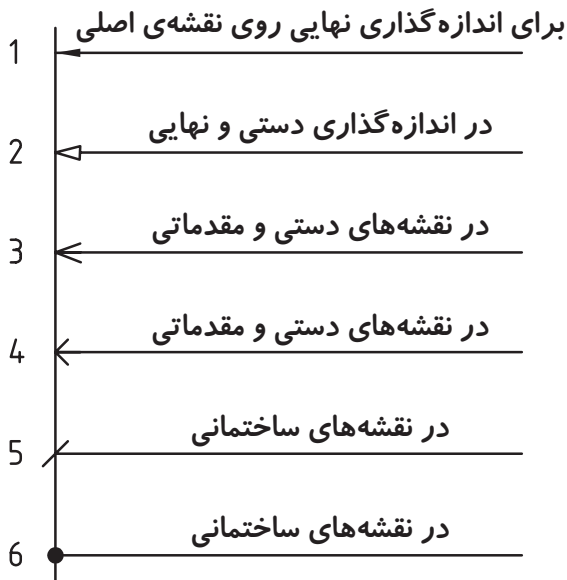 1 برای اندازه‌گذاری نهایی روی نقشه‌ی اصلی
2 در اندازه‌گذاری دستی و نهایی
3 در نقشه‌های دستی و مقدماتی
4 در نقشه‌های دستی و مقدماتی
5 در نقشه‌های ساختمانی
6 در نقشه‌های ساختمانی